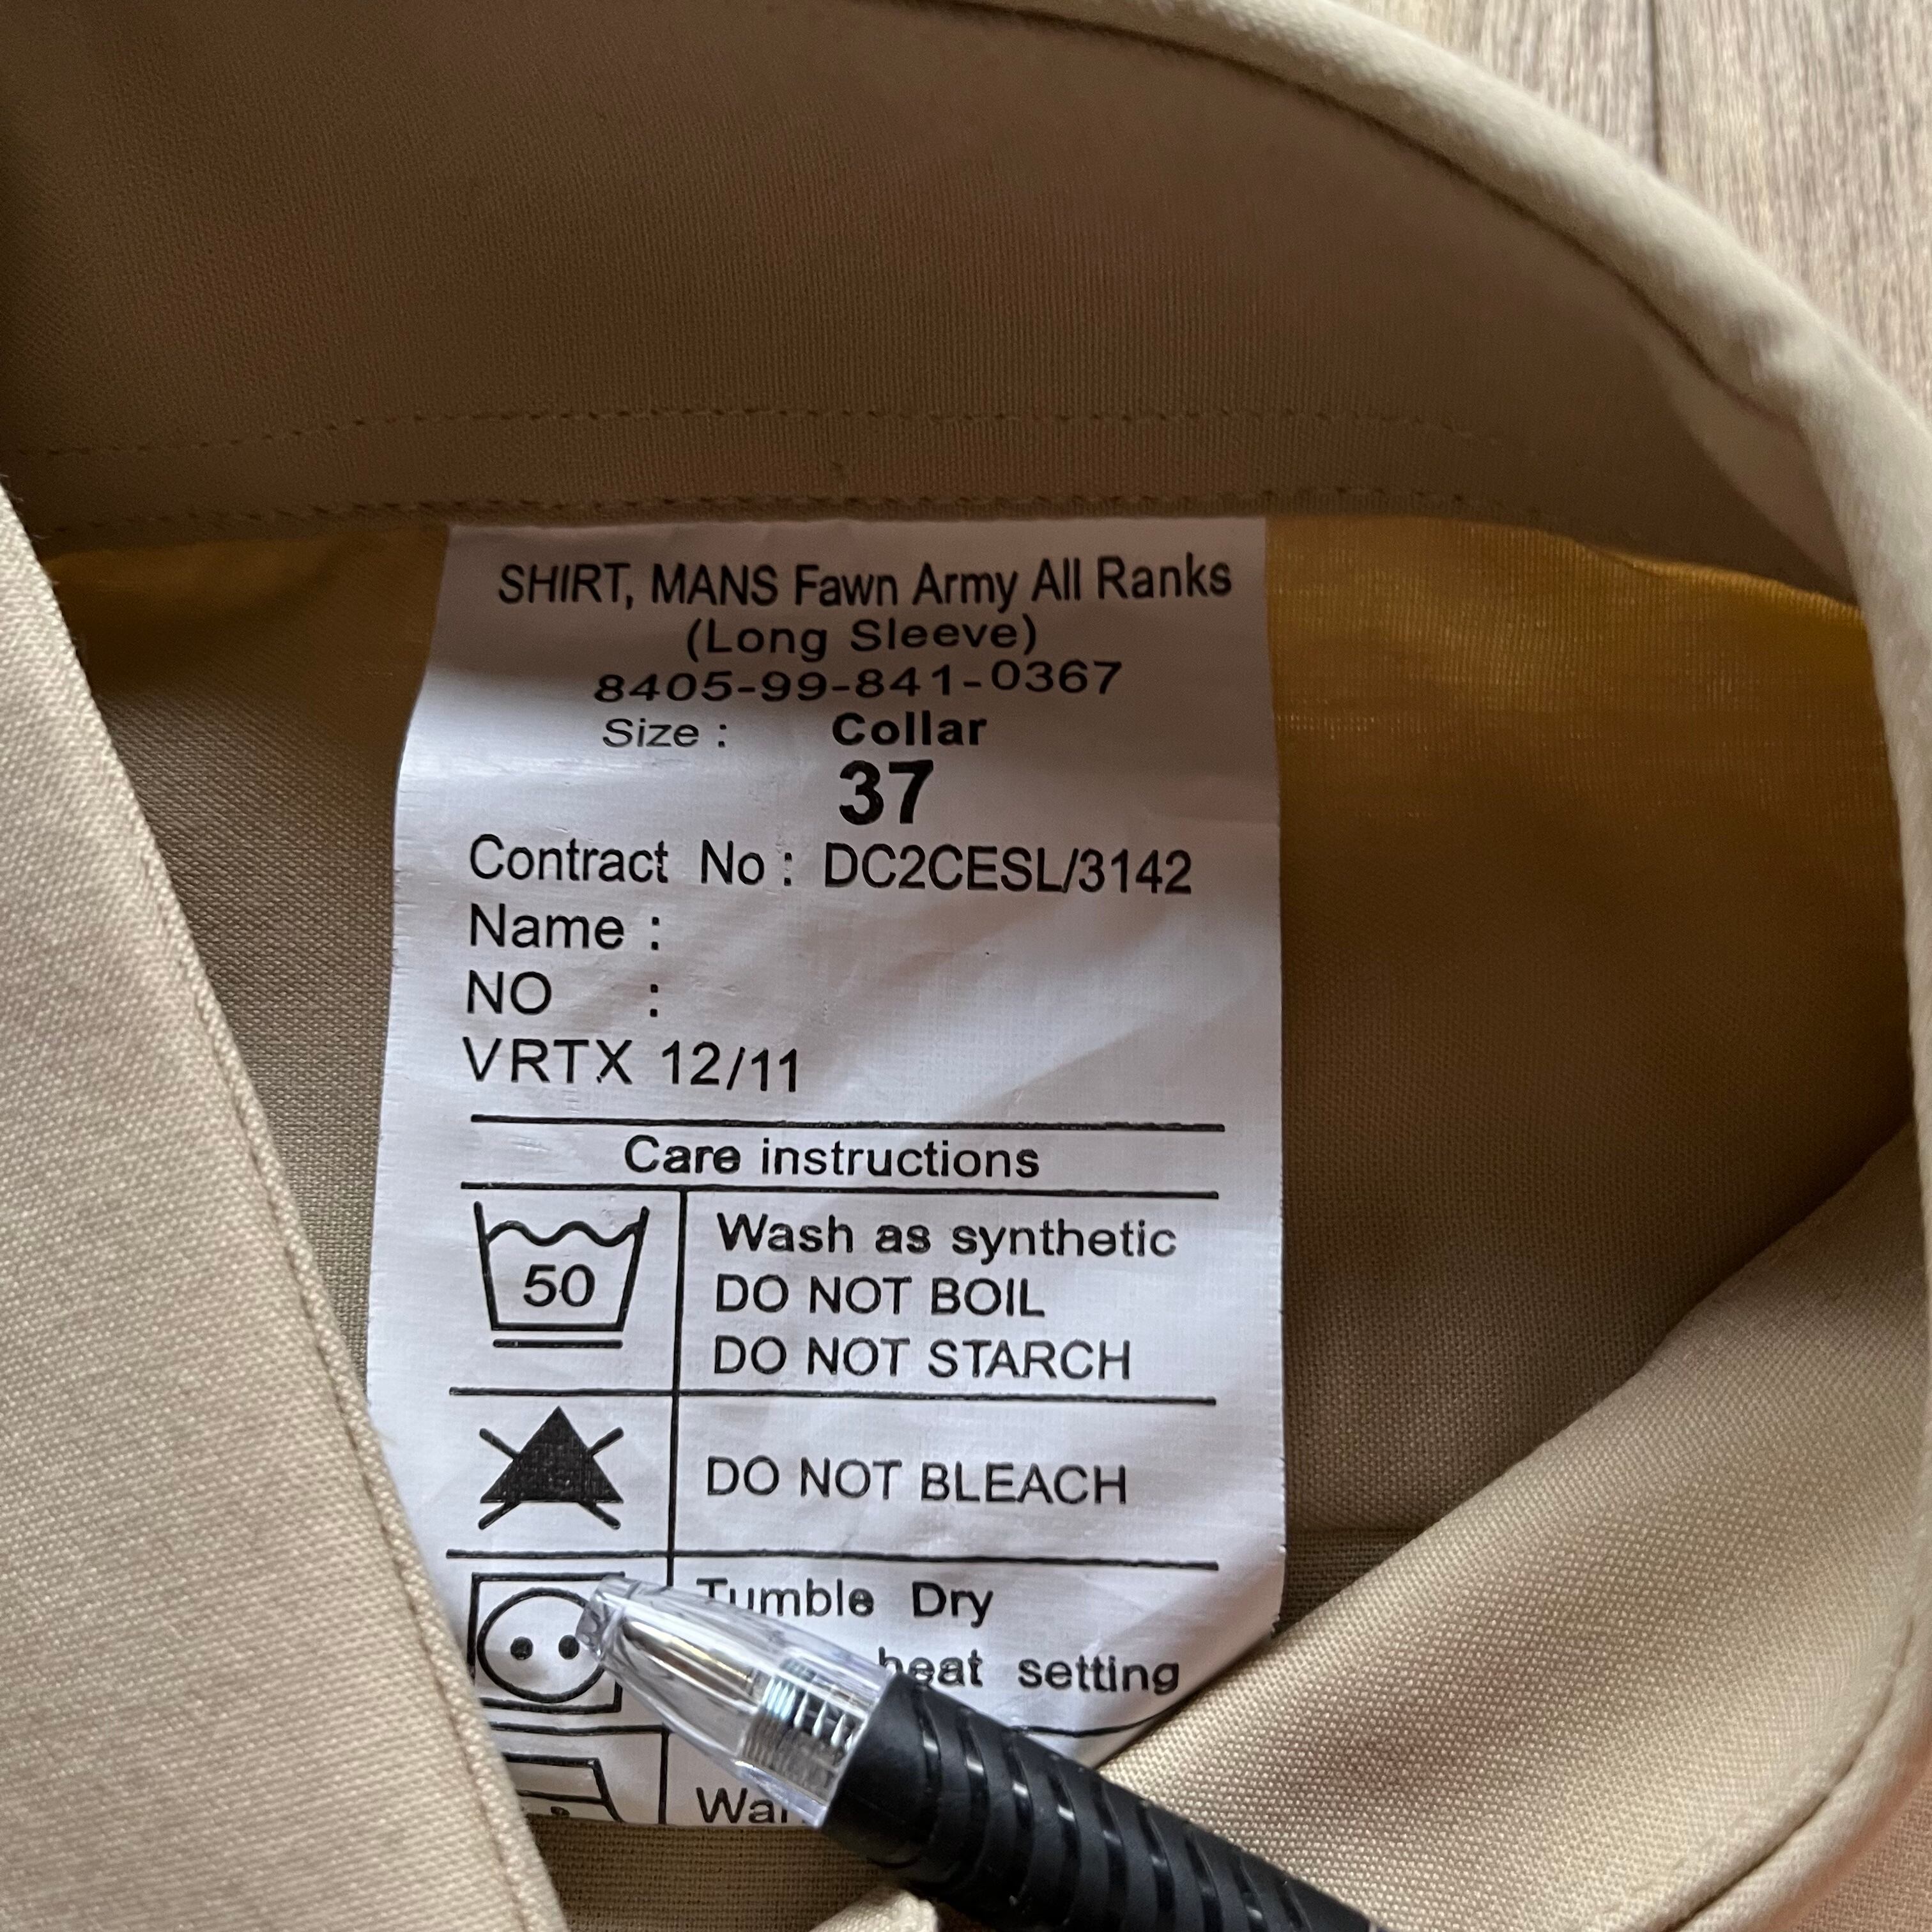 SHIRT, MANS Fawn Army All Ranks
(Long Sleeve)
8405-99-841-0367
Size : Collar
37
Contract No : DC2CESL/3142
Name :
NO :
VRTX 12/11
Care instructions
50
Wash as synthetic
DO NOT BOIL
DO NOT STARCH
DO NOT BLEACH
Tumble Dry
heat setting